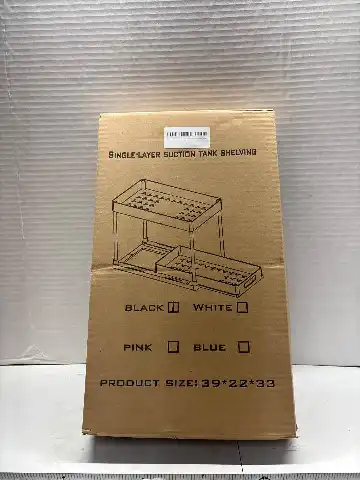 SINGLE-LAYER SUCTION TANK SHELVING
BLACK WHITE
PINK BLUE
PRODUCT SIZE: 39*22*33